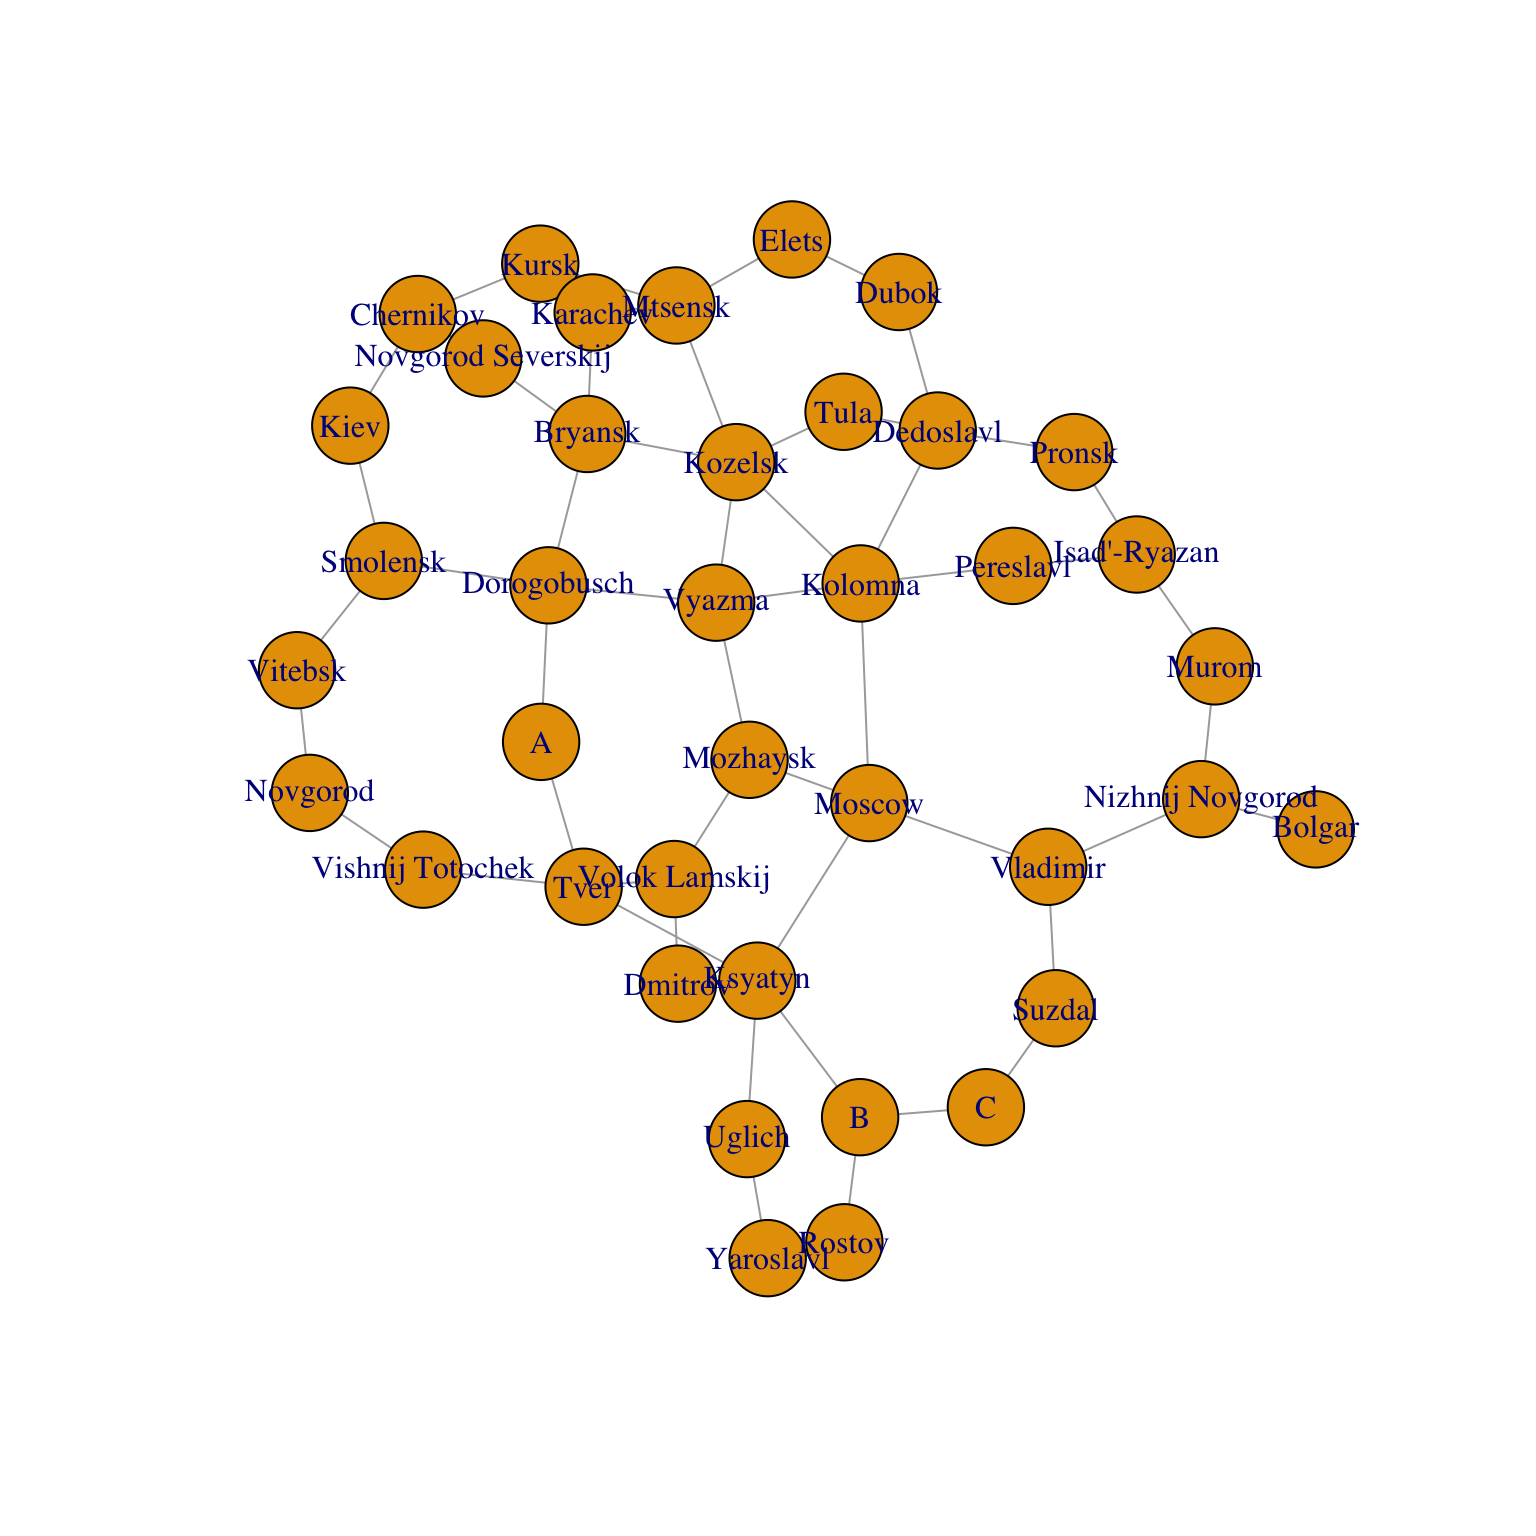 Elets
Kursk
Dubok
Chernikov
Karachev
Mtsensk
Novgorod Severskij
Kiev
Bryansk
Tula
Dedoslavl
Kozelsk
Pronsk
Smolensk
Dorogobusch
Vyazma
Kolomna
Pereslavl
Isad'-Ryazan
Vitebsk
Murom
A
Mozhaysk
Novgorod
Moscow
Nizhnij Novgorod
Bolgar
Vishnij Totochek
Tver
Volok Lamskij
Vladimir
Dmitrov
Ksyatyn
Suzdal
Uglich
B
C
Yaroslavl
Rostov